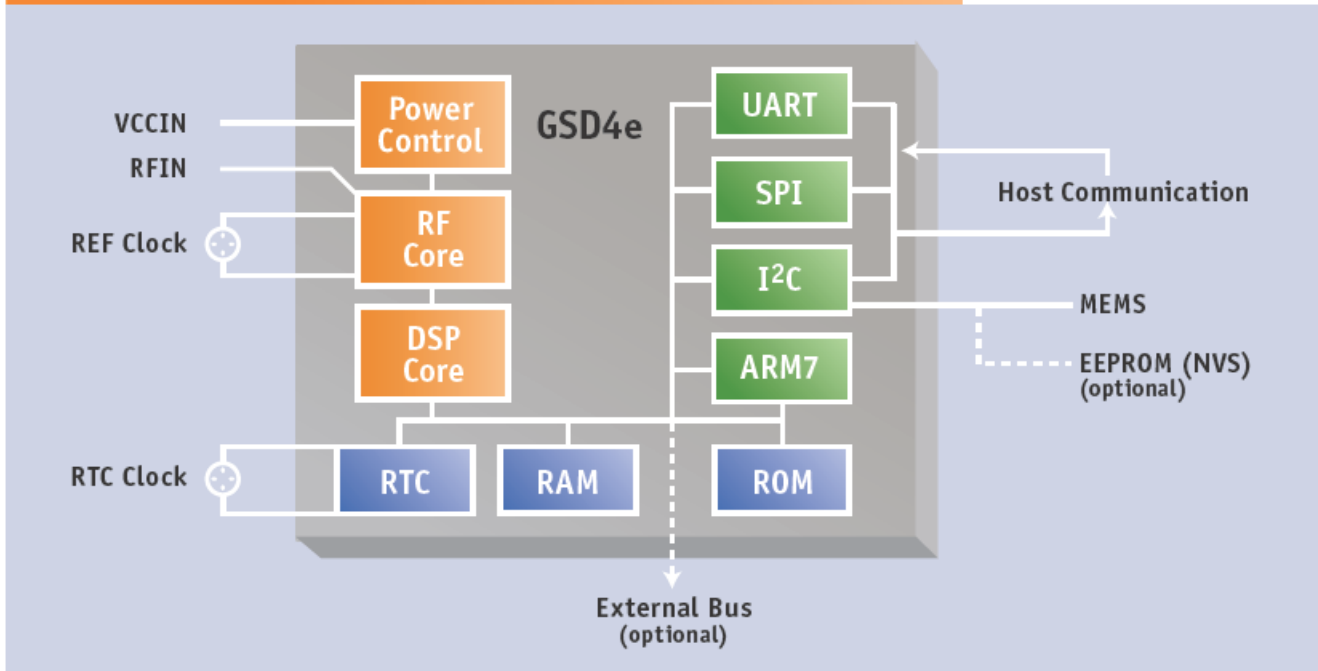 GSD4e
VCCIN
RFIN
REF Clock
RTC Clock
Power
Control
RF
Core
DSP
Core
RTC
RAM
ROM
UART
SPI
I²C
ARM7
Host Communication
MEMS
EEPROM (NVS)
(optional)
External Bus
(optional)